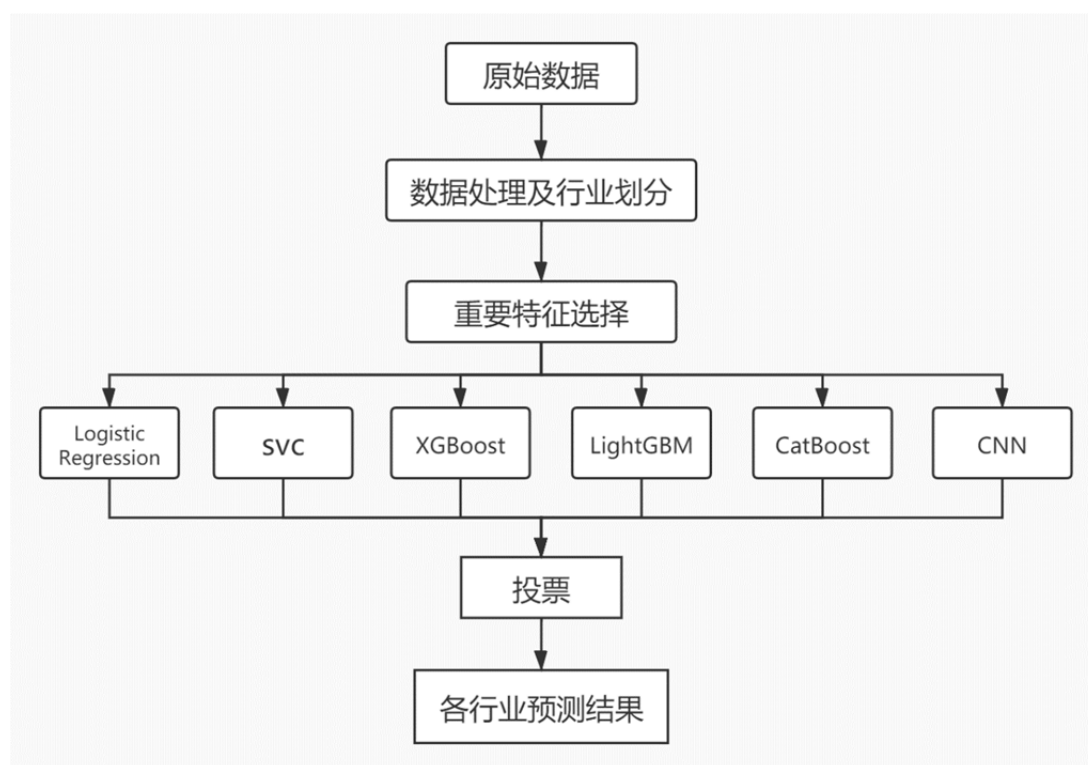 原始数据
数据处理及行业划分
重要特征选择
Logistic
Regression
SVC
XGBoost
LightGBM
CatBoost
CNN
投票
各行业预测结果